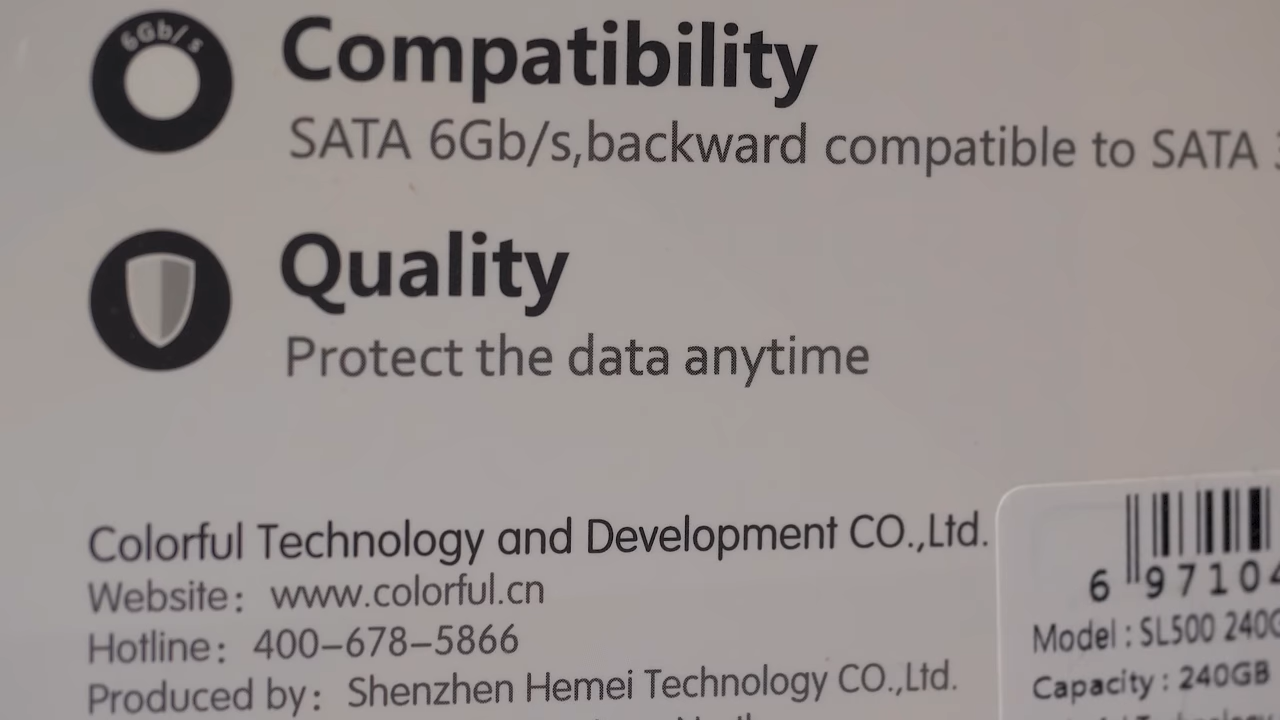 6Gb/s
Compatibility
SATA 6Gb/s,backward compatible to SATA
Quality
Protect the data anytime
Colorful Technology and Development CO.,Ltd.
Website: www.colorful.cn
Hotline: 400-678-5866
Produced by: Shenzhen Hemei Technology CO.,Ltd.
6 97104
Model : SL500 240G
Capacity : 240GB